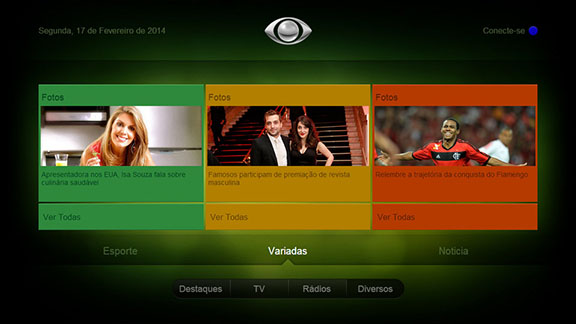 Segunda, 17 de Fevereiro de 2014
Conecte-se
Fotos
Apresentadora nos EUA, Isa Souza fala sobre
culinária saudável
Ver Todas
Fotos
Famosos participam de premiação de revista
masculina
Ver Todas
Fotos
Relembre a trajetória da conquista do Flamengo
Ver Todas
Esporte
Variadas
Noticia
Destaques
TV
Rádios
Diversos